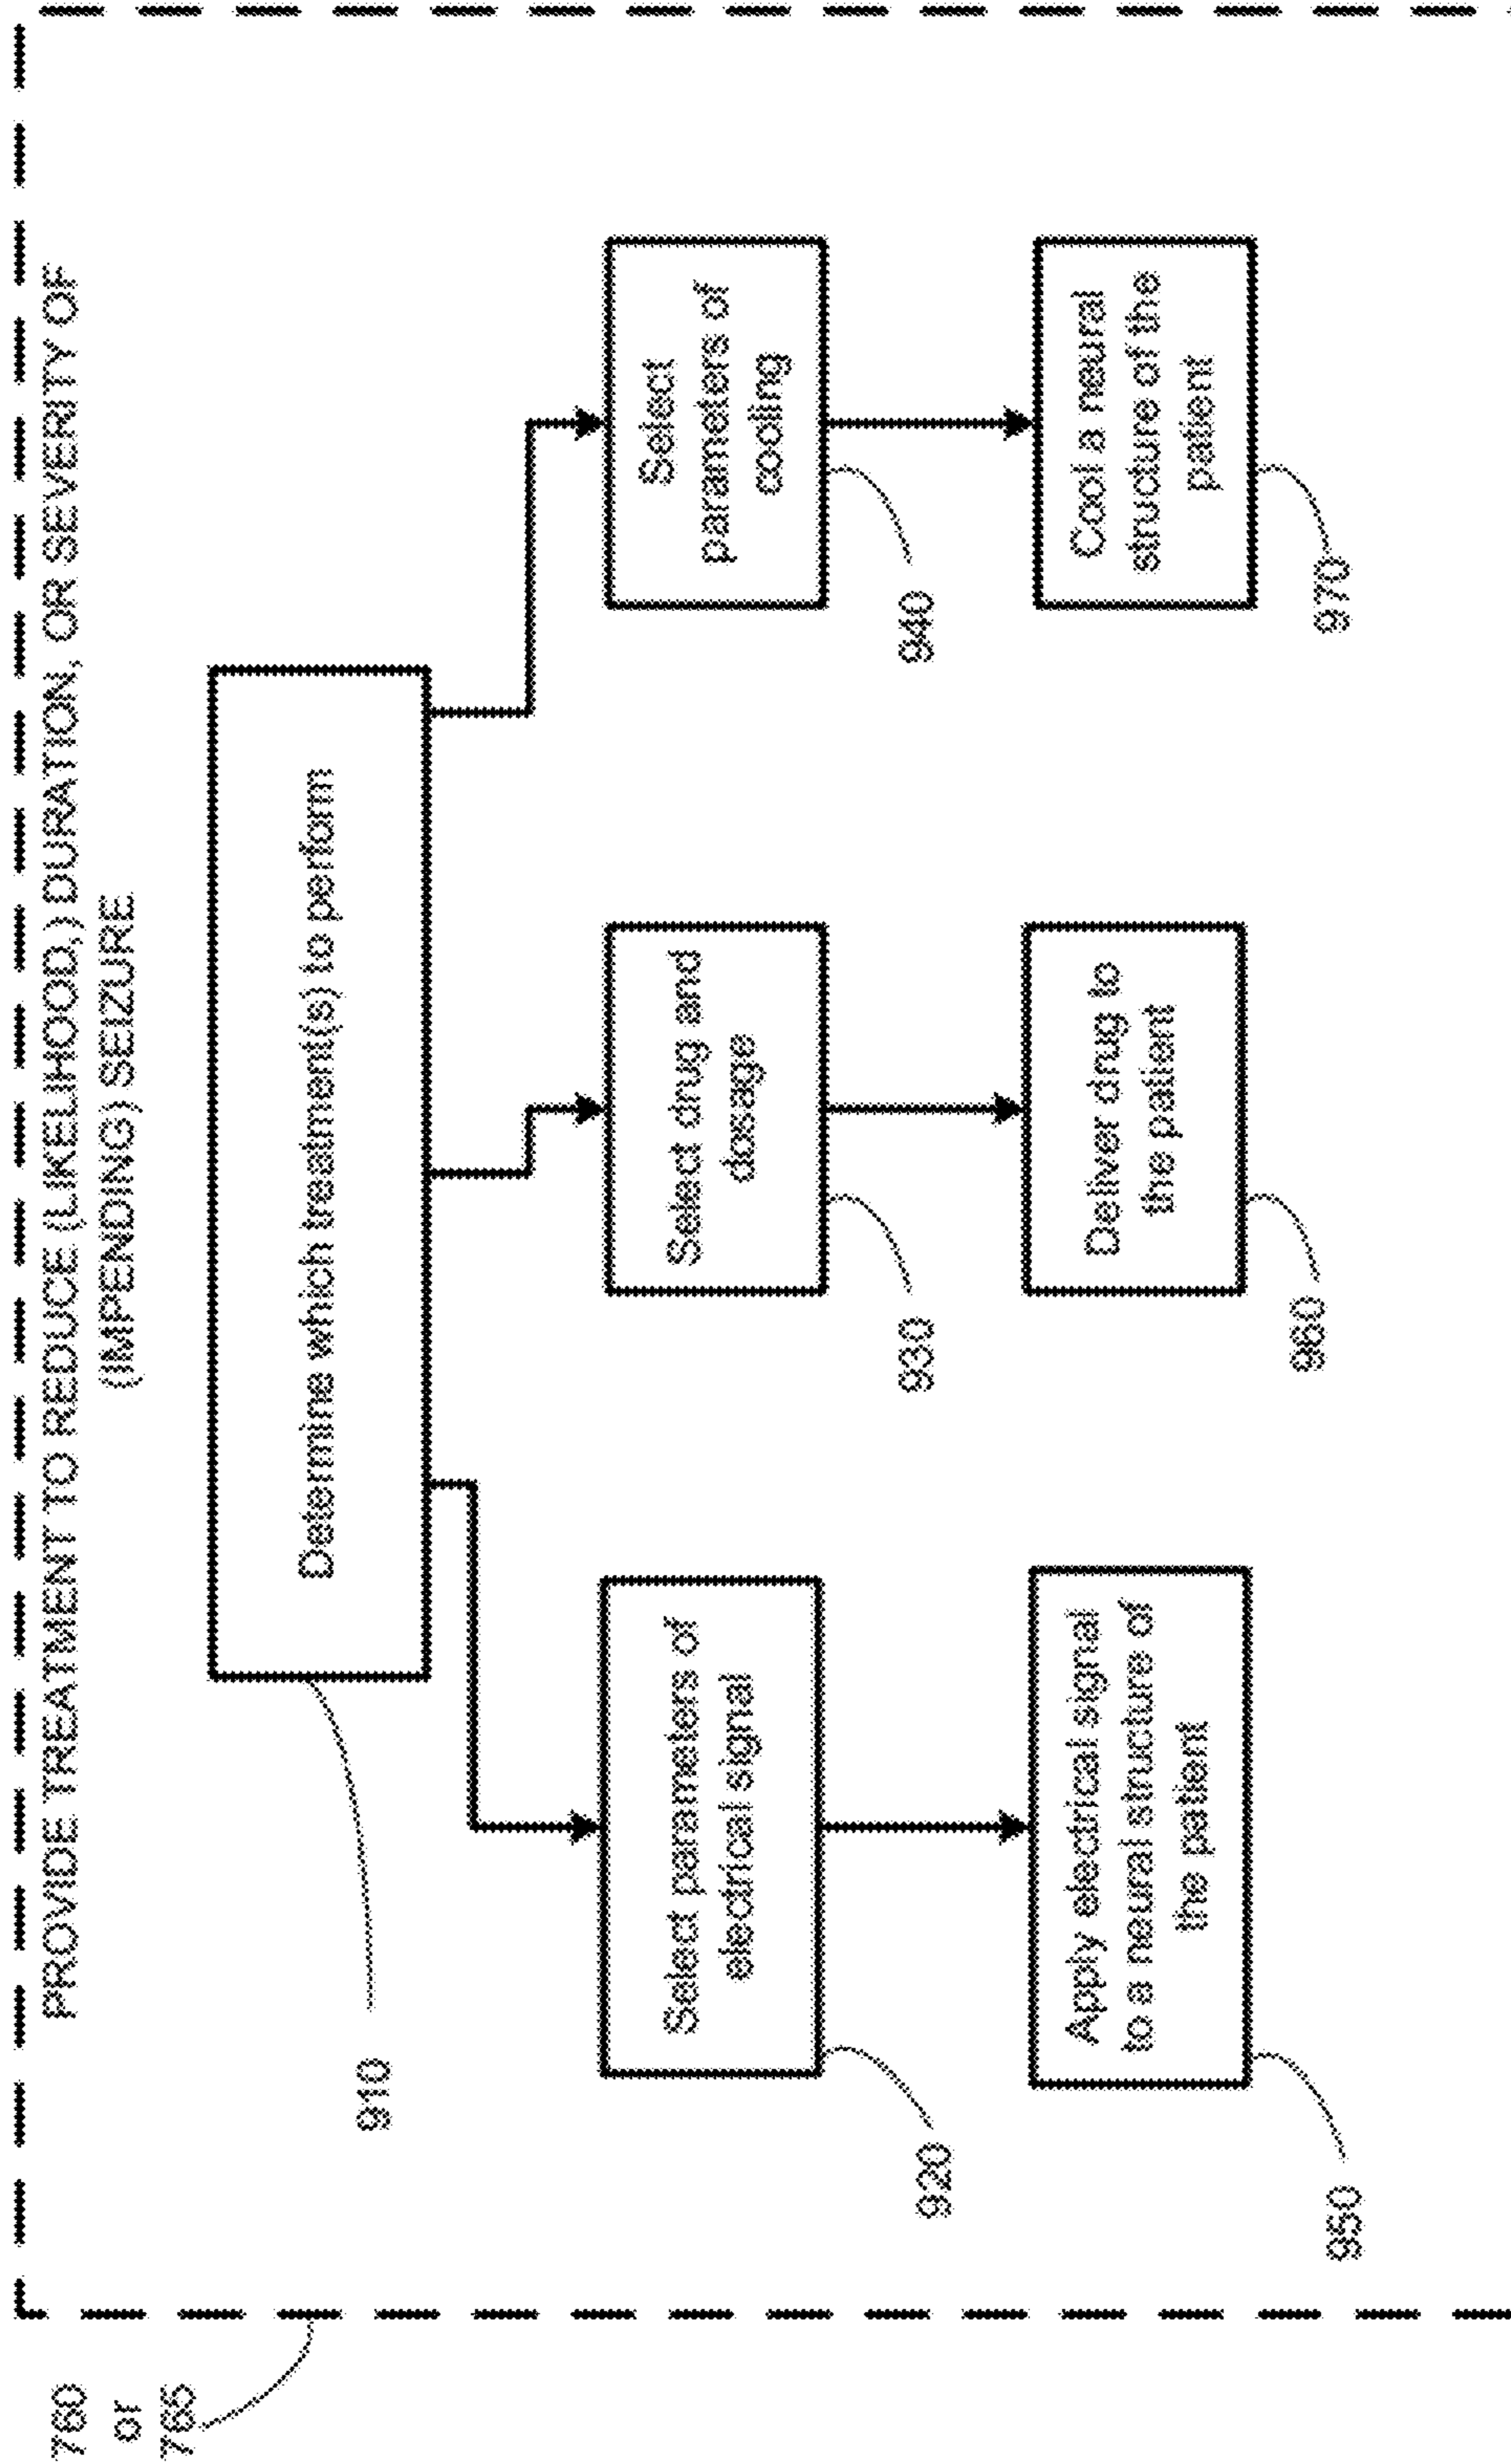 760
or
765
PROVIDE TREATMENT TO REDUCE (LIKELIHOOD,) DURATION, OR SEVERITY OF
(IMPENDING) SEIZURE
910
Determine which treatment(s) to perform
Select parameters of
electrical signal
920
Select drug and
dosage
930
Select
parameters of
cooling
940
Apply electrical signal
to a neural structure of
the patient
950
Deliver drug to
the patient
960
Cool a neural
structure of the
patient
970